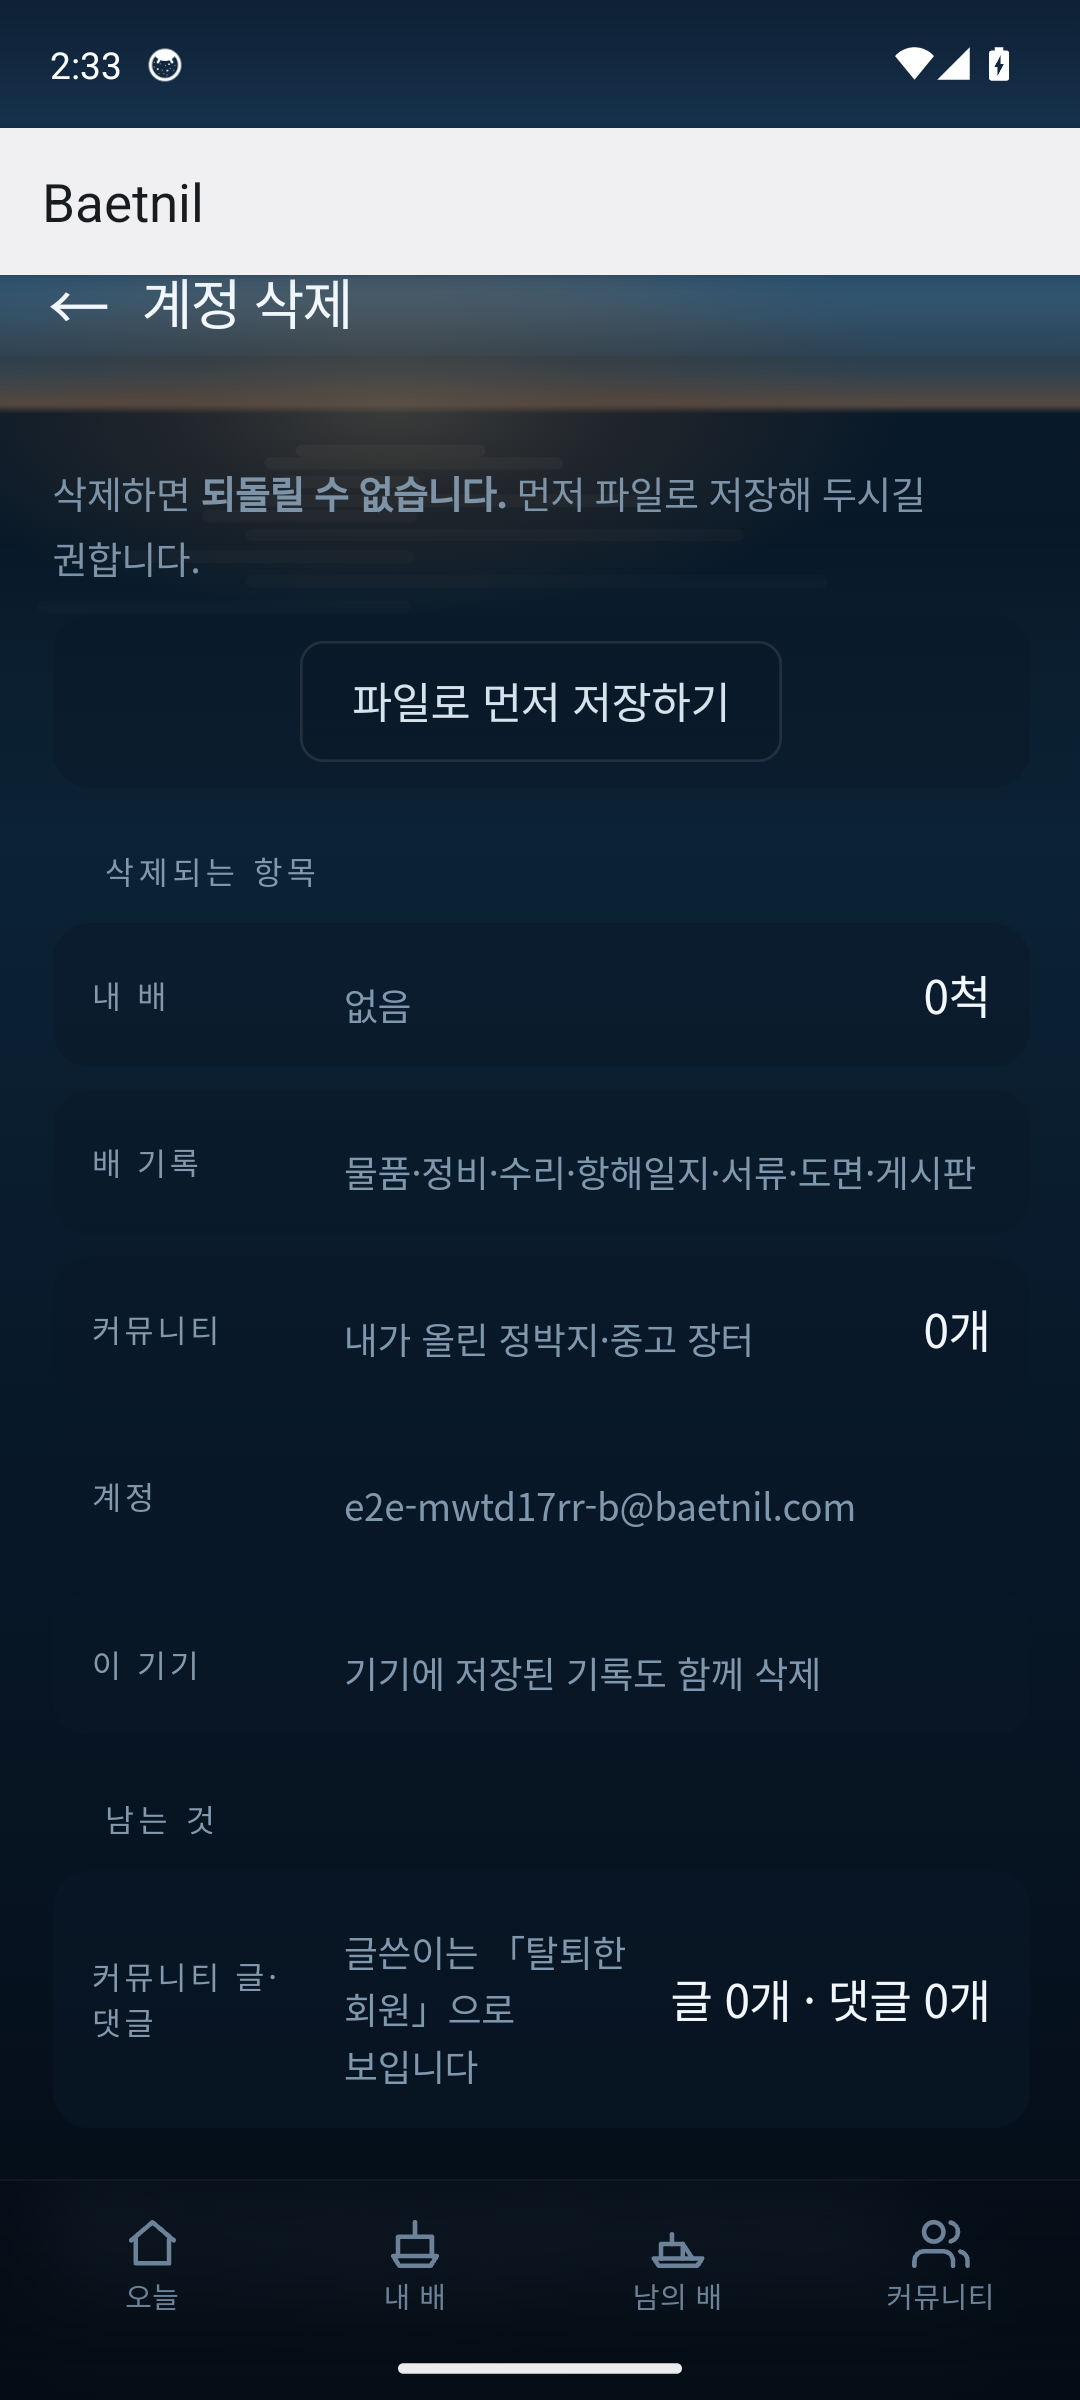 2:33
Baetnil
← 계정 삭제
삭제하면 되돌릴 수 없습니다. 먼저 파일로 저장해 두시길
권합니다.
파일로 먼저 저장하기
삭제되는 항목
내 배 없음 0척
배 기록 물품·정비·수리·항해일지·서류·도면·게시판
커뮤니티 내가 올린 정박지·중고 장터 0개
계정 e2e-mwtd17rr-b@baetnil.com
이 기기 기기에 저장된 기록도 함께 삭제
남는 것
커뮤니티 글·
댓글
글쓴이는 「탈퇴한
회원」으로
보입니다
글 0개 · 댓글 0개
오늘 내 배 남의 배 커뮤니티